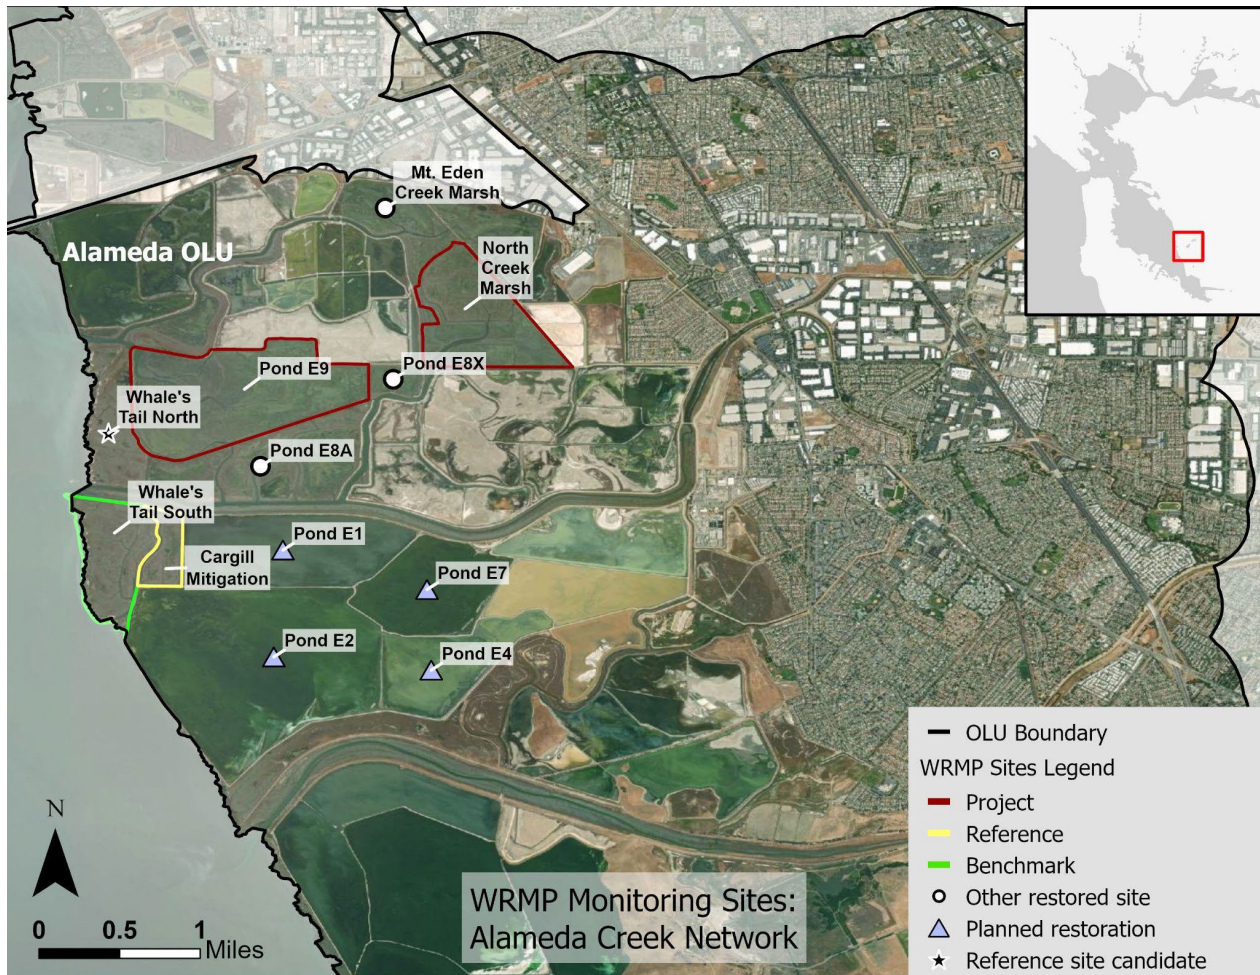 Mt. Eden
Creek Marsh
Alameda OLU
North
Creek
Marsh
Pond E9
Pond E8X
Whale's
Tail North
Pond E8A
Whale's
Tail South
Pond E1
Cargill
Mitigation
Pond E7
Pond E2
Pond E4
OLU Boundary
WRMP Sites Legend
Project
Reference
Benchmark
Other restored site
Planned restoration
Reference site candidate
N
0 0.5 1
Miles
WRMP Monitoring Sites:
Alameda Creek Network